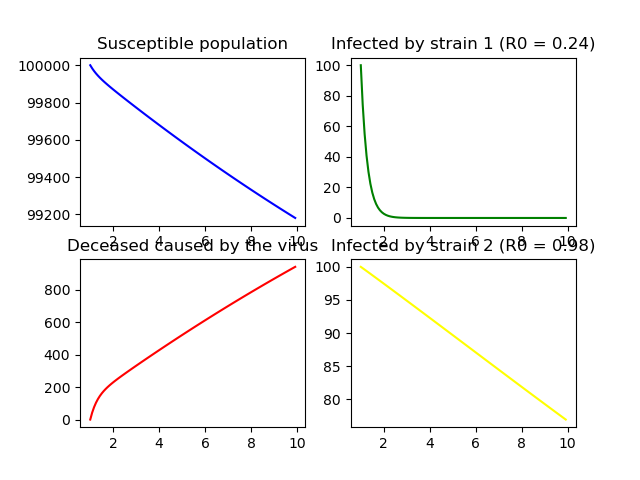 Susceptible population
100000
99800
99600
99400
99200
2 4 6 8 10
Infected by strain 1 (R0 = 0.24)
100
80
60
40
20
0
2 4 6 8 10
Deceased caused by the virus
800
600
400
200
0
2 4 6 8 10
Infected by strain 2 (R0 = 0.98)
100
95
90
85
80
2 4 6 8 10